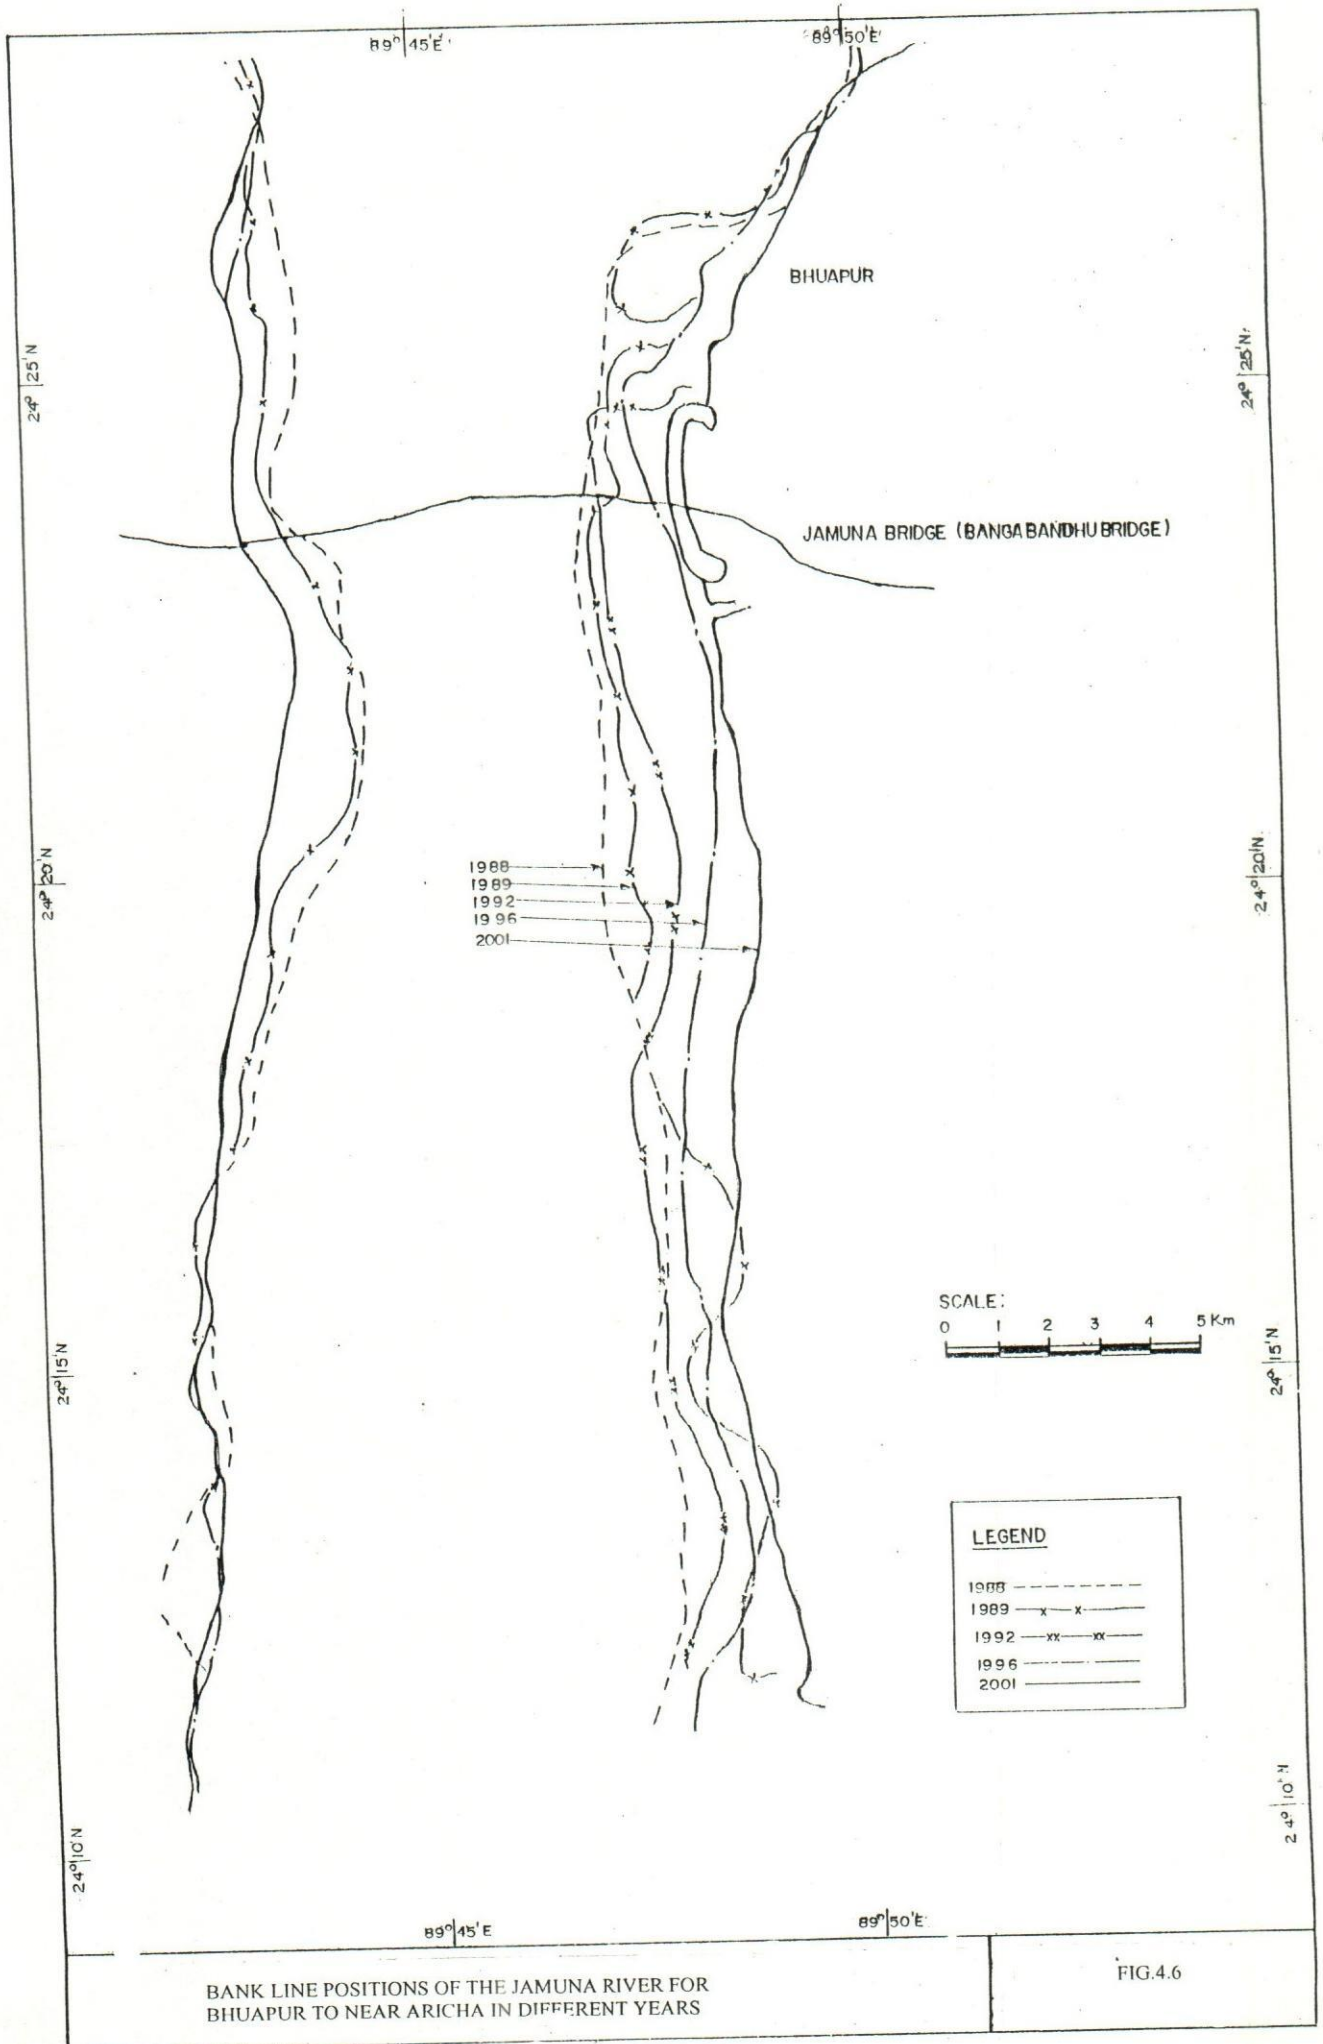 89° 45'E
89° 50'E
BHUAPUR
24° 25'N
24° 25'N
JAMUNA BRIDGE (BANGABANDHU BRIDGE)
24° 20'N
24° 20'N
1988
1989
1992
1996
2001
SCALE:
0 1 2 3 4 5 Km
24° 15'N
24° 15'N
LEGEND
1988
1989
1992
1996
2001
24° 10'N
24° 10'N
89° 45'E
89° 50'E
BANK LINE POSITIONS OF THE JAMUNA RIVER FOR
BHUAPUR TO NEAR ARICHA IN DIFFERENT YEARS
FIG.4.6